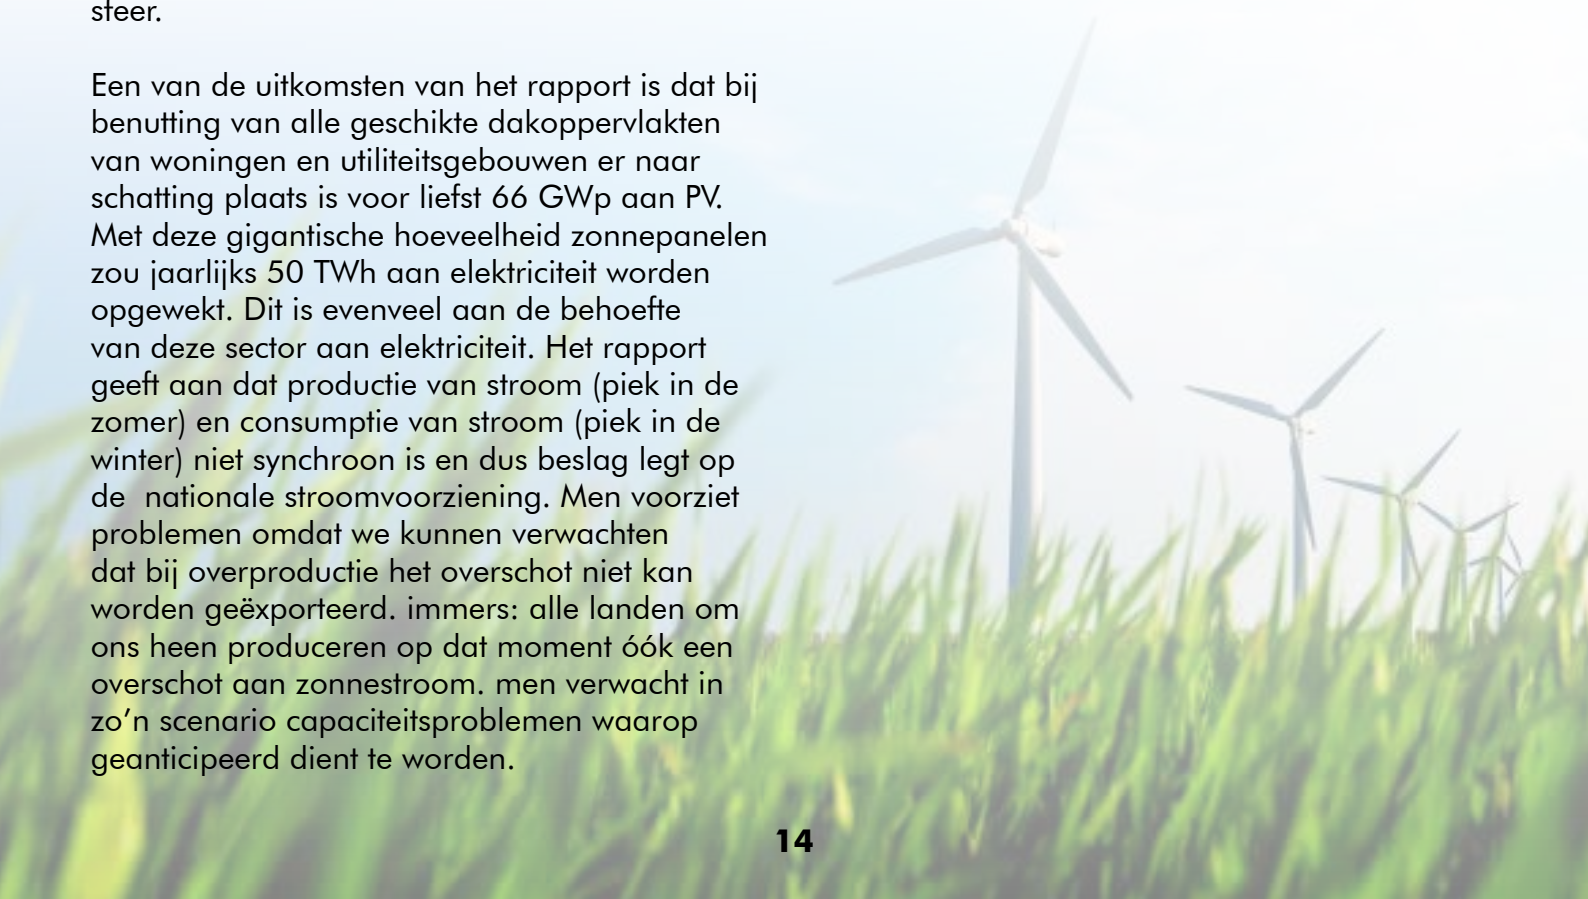 steer.
Een van de uitkomsten van het rapport is dat bij
benutting van alle geschikte dakoppervlakten
van woningen en utiliteitsgebouwen er naar
schatting plaats is voor liefst 66 GWp aan PV.
Met deze gigantische hoeveelheid zonnepanelen
zou jaarlijks 50 TWh aan elektriciteit worden
opgewekt. Dit is evenveel aan de behoefte
van deze sector aan elektriciteit. Het rapport
geeft aan dat productie van stroom (piek in de
zomer) en consumptie van stroom (piek in de
winter) niet synchroon is en dus beslag legt op
de  nationale stroomvoorziening. Men voorziet
problemen omdat we kunnen verwachten
dat bij overproductie het overschot niet kan
worden geëxporteerd. immers: alle landen om
ons heen produceren op dat moment óók een
overschot aan zonnestroom. men verwacht in
zo’n scenario capaciteitsproblemen waarop
geanticipeerd dient te worden.
14